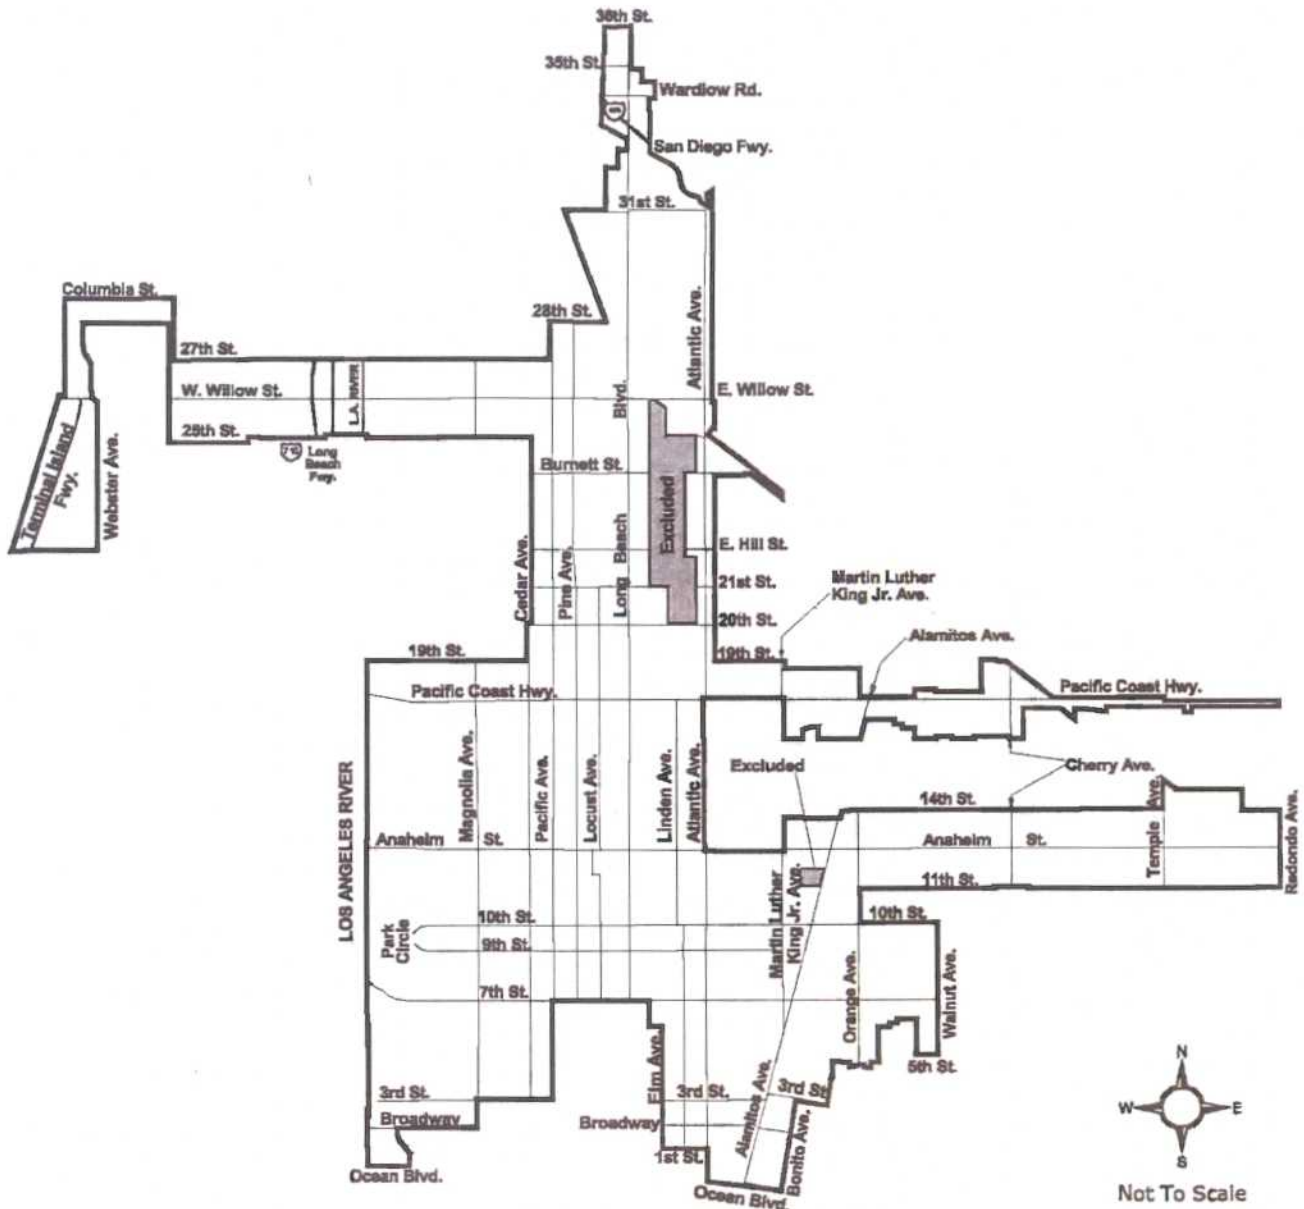 36th St.
35th St.
Wardlow Rd.
San Diego Fwy.
31st St.
Columbia St.
28th St.
Atlantic Ave.
27th St.
W. Willow St.
L.A. RIVER
Blvd.
E. Willow St.
25th St.
Long
Beach
Fwy.
Terminal Island
Fwy.
Webster Ave.
Burnett St.
Excluded
E. Hill St.
Cedar Ave.
Pine Ave.
Long Beach
21st St.
Martin Luther
King Jr. Ave.
20th St.
Alamitos Ave.
19th St.
19th St.
Pacific Coast Hwy.
Pacific Coast Hwy.
LOS ANGELES RIVER
Magnolia Ave.
Pacific Ave.
Locust Ave.
Linden Ave.
Atlantic Ave.
Excluded
Cherry Ave.
14th St.
Temple Ave.
Redondo Ave.
Anaheim St.
Anaheim St.
11th St.
Martin Luther
King Jr. Ave.
Park
Circle
10th St.
10th St.
9th St.
Orange Ave.
Walnut Ave.
7th St.
5th St.
Elm Ave.
Alamitos Ave.
3rd St.
3rd St.
3rd St.
Broadway
Broadway
Bonito Ave.
1st St.
Ocean Blvd.
Ocean Blvd.
N
W E
S
Not To Scale